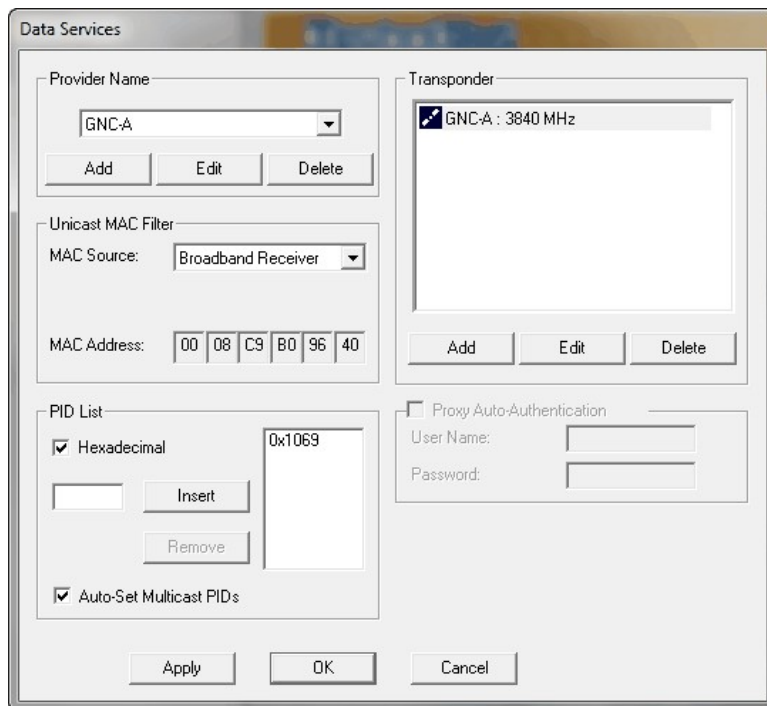 Data Services
Provider Name
GNC-A
Add Edit Delete
Unicast MAC Filter
MAC Source: Broadband Receiver
MAC Address: 00 08 C9 B0 96 40
PID List
Hexadecimal
0x1069
Insert
Remove
Auto-Set Multicast PIDs
Transponder
GNC-A : 3840 MHz
Add Edit Delete
Proxy Auto-Authentication
User Name:
Password:
Apply OK Cancel